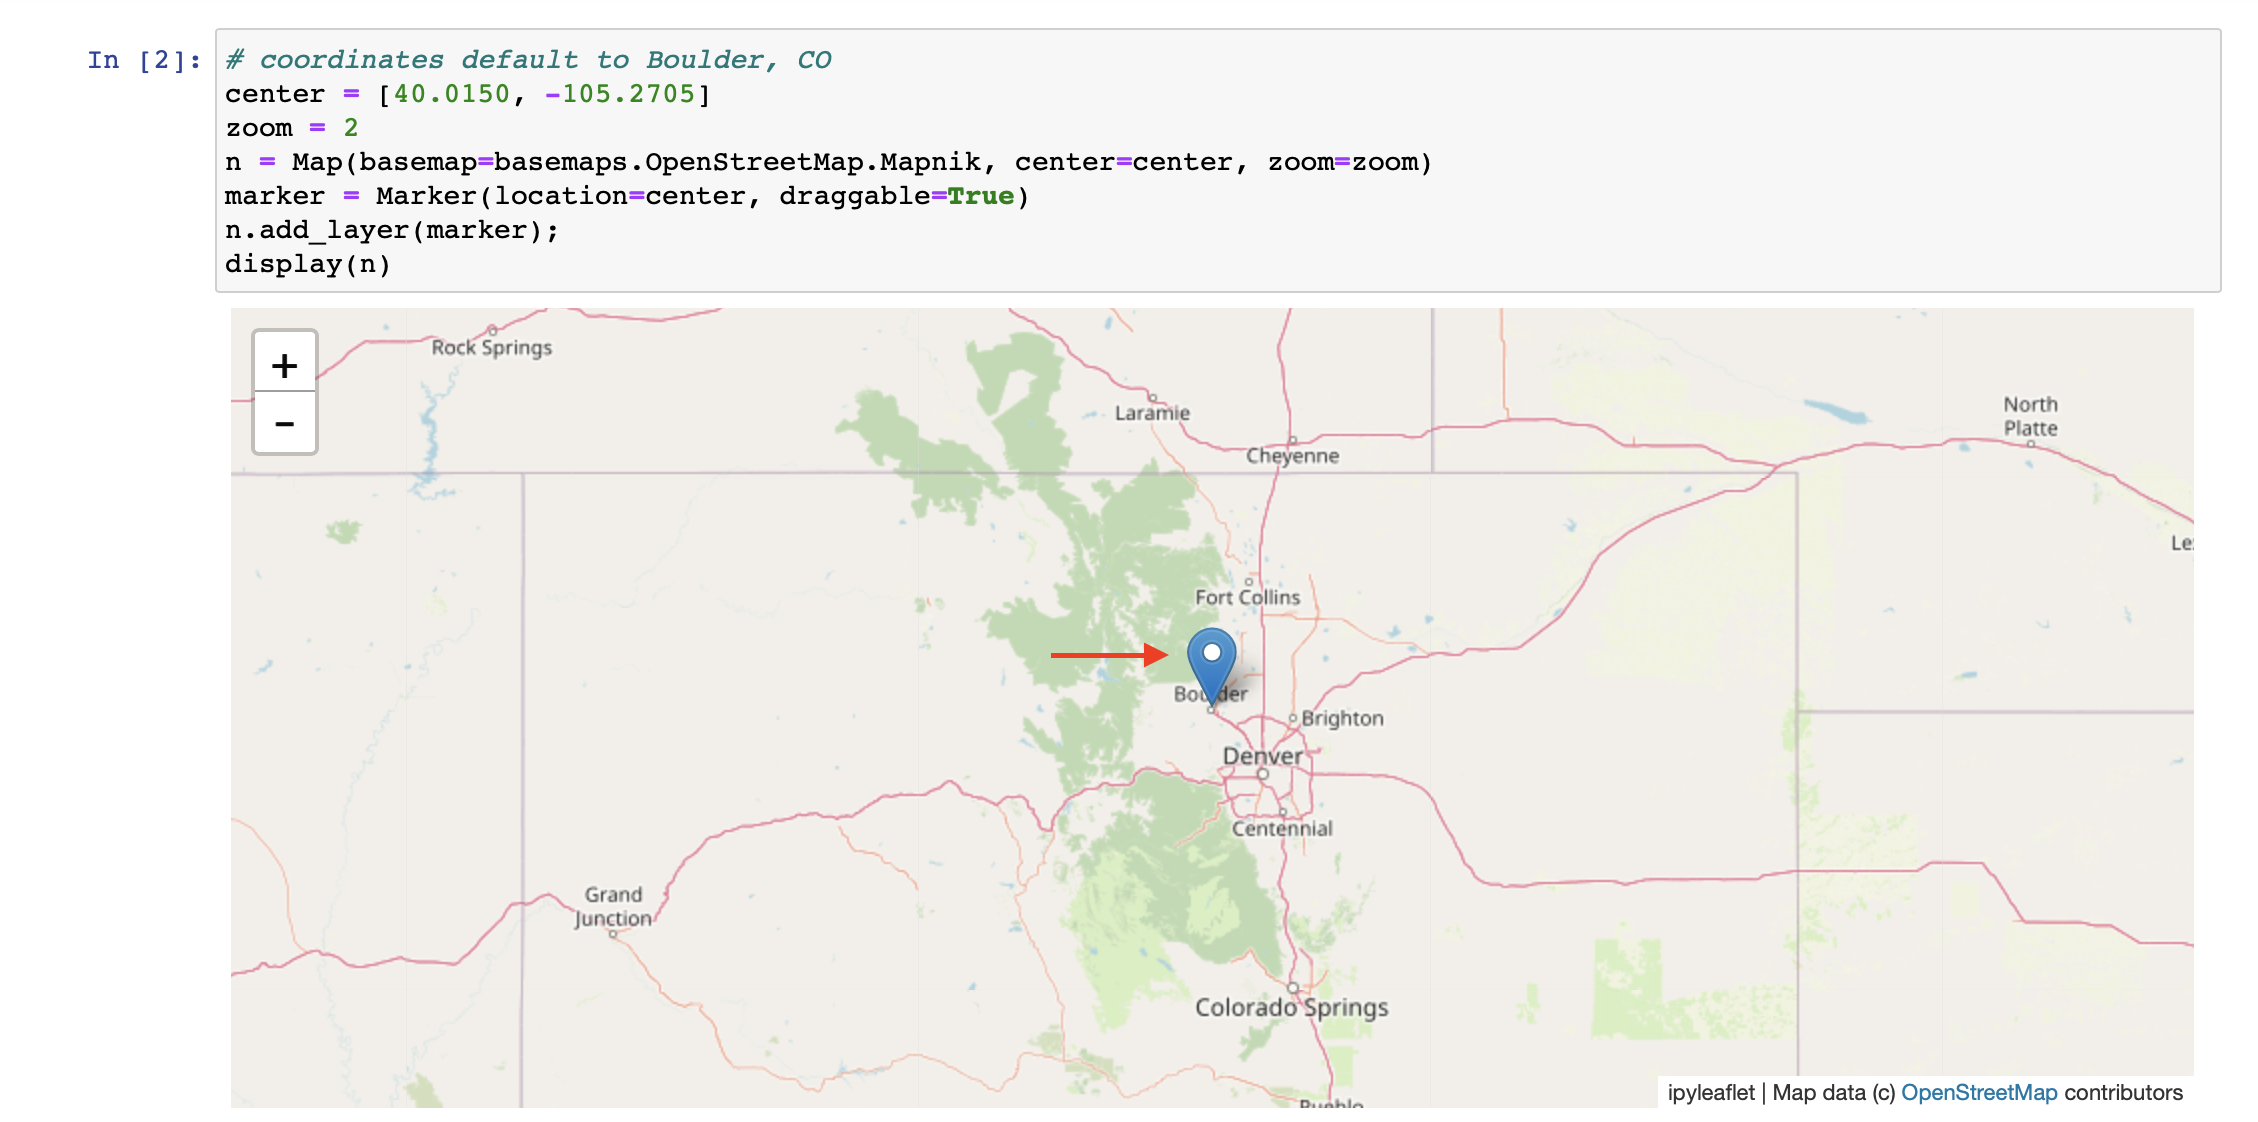 In [2]:
# coordinates default to Boulder, CO
center = [40.0150, -105.2705]
zoom = 2
n = Map(basemap=basemaps.OpenStreetMap.Mapnik, center=center, zoom=zoom)
marker = Marker(location=center, draggable=True)
n.add_layer(marker);
display(n)
+
-
Rock Springs
Laramie
Cheyenne
North
Platte
Le
Fort Collins
Boulder
Brighton
Denver
Centennial
Grand
Junction
Colorado Springs
Pueblo
ipyleaflet | Map data (c) OpenStreetMap contributors